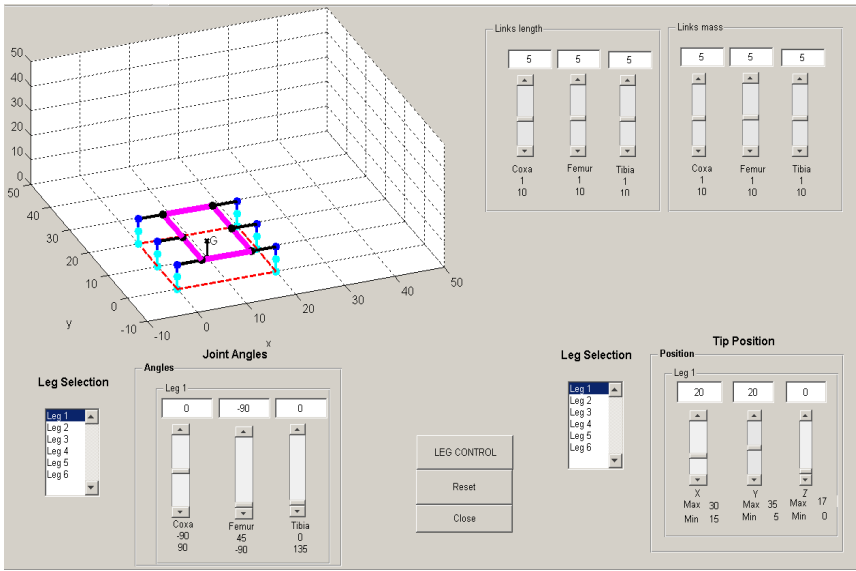 50
40
30
20
10
0
50
40
30
20
10
0
-10
y
-10
0
10
20
30
40
50
x
G
Links length
5 5 5
Coxa Femur Tibia
1 1 1
10 10 10
Links mass
5 5 5
Coxa Femur Tibia
1 1 1
10 10 10
Joint Angles
Leg Selection
Leg 1
Leg 2
Leg 3
Leg 4
Leg 5
Leg 6
Angles
Leg 1
0 -90 0
Coxa Femur Tibia
-90 45 0
90 -90 135
LEG CONTROL
Reset
Close
Tip Position
Leg Selection
Leg 1
Leg 2
Leg 3
Leg 4
Leg 5
Leg 6
Position
Leg 1
20 20 0
X Y Z
Max 30 Max 35 Max 17
Min 15 Min 5 Min 0